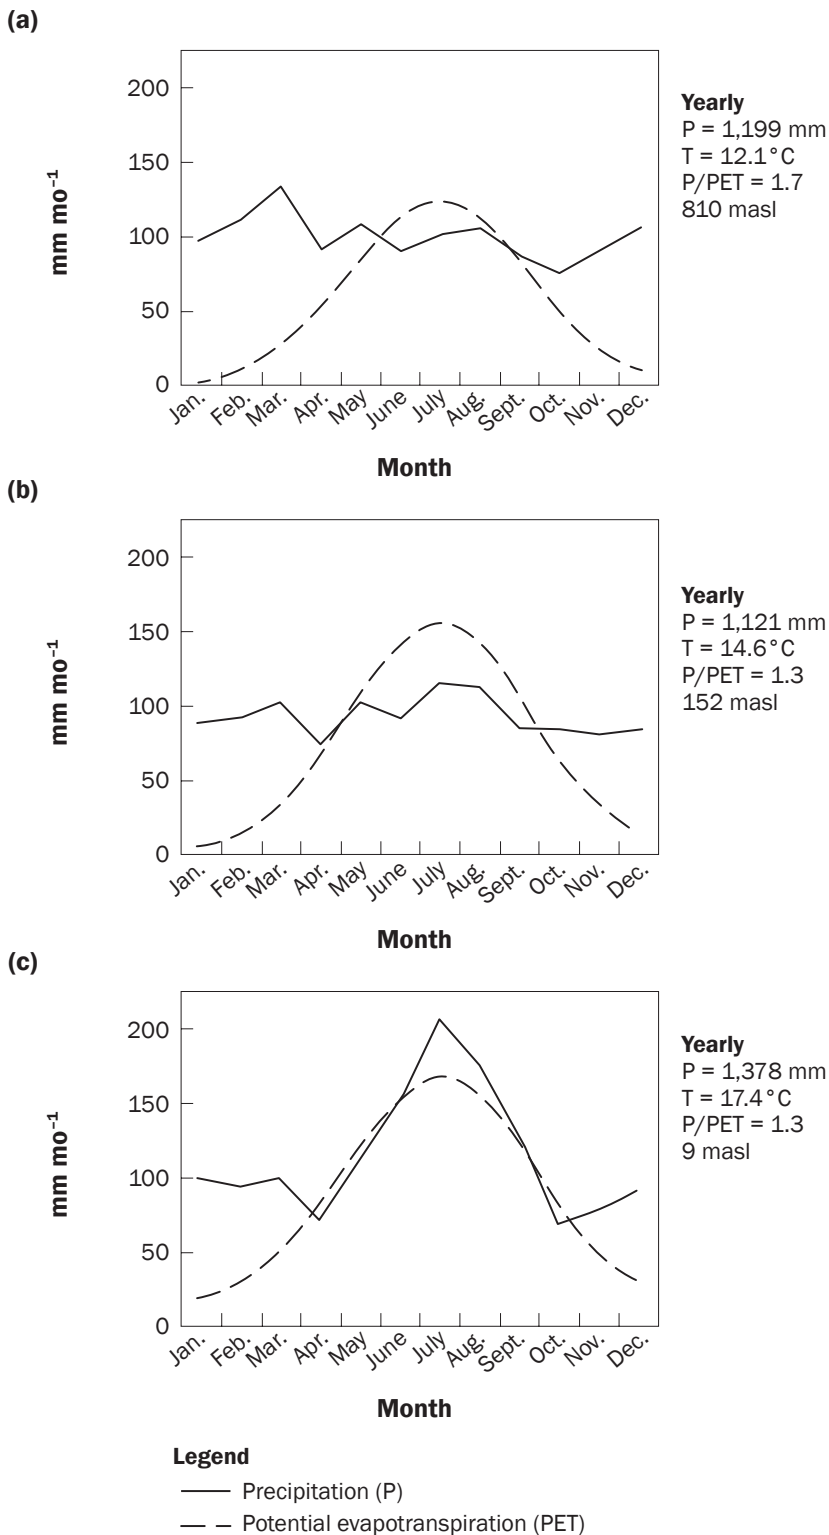 (a)
200
150
100
50
0
mm mo⁻¹
Jan. Feb. Mar. Apr. May June July Aug. Sept. Oct. Nov. Dec.
Month
Yearly
P = 1,199 mm
T = 12.1°C
P/PET = 1.7
810 masl
(b)
200
150
100
50
0
mm mo⁻¹
Jan. Feb. Mar. Apr. May June July Aug. Sept. Oct. Nov. Dec.
Month
Yearly
P = 1,121 mm
T = 14.6°C
P/PET = 1.3
152 masl
(c)
200
150
100
50
0
mm mo⁻¹
Jan. Feb. Mar. Apr. May June July Aug. Sept. Oct. Nov. Dec.
Month
Yearly
P = 1,378 mm
T = 17.4°C
P/PET = 1.3
9 masl
Legend
Precipitation (P)
Potential evapotranspiration (PET)